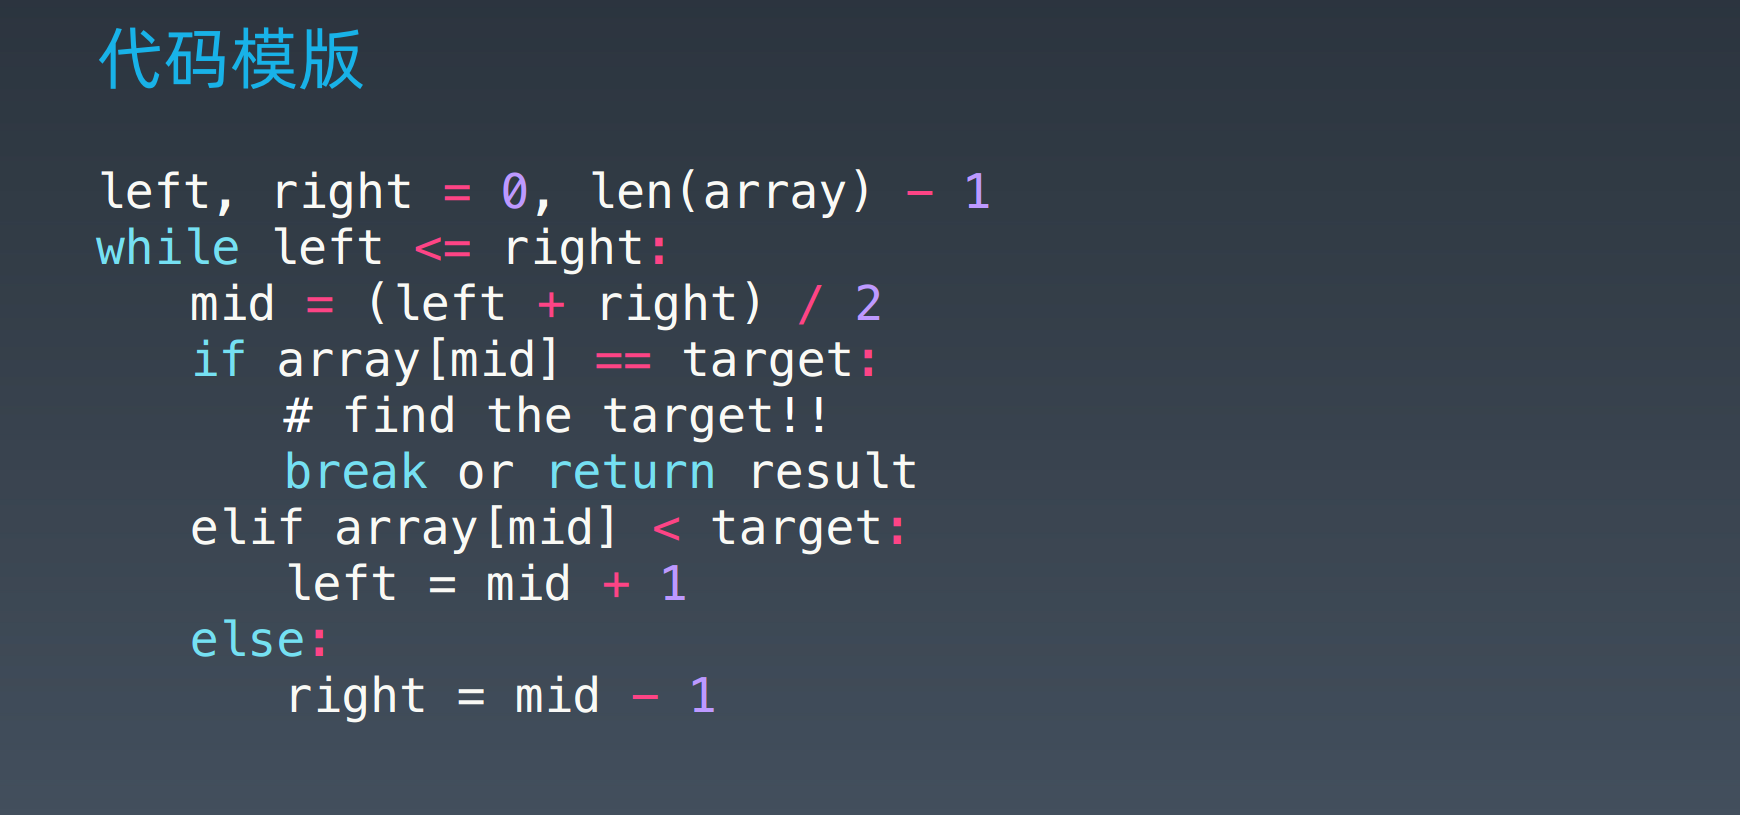 代码模版
left, right = 0, len(array) - 1
while left <= right:
    mid = (left + right) / 2
    if array[mid] == target:
        # find the target!!
        break or return result
    elif array[mid] < target:
        left = mid + 1
    else:
        right = mid - 1